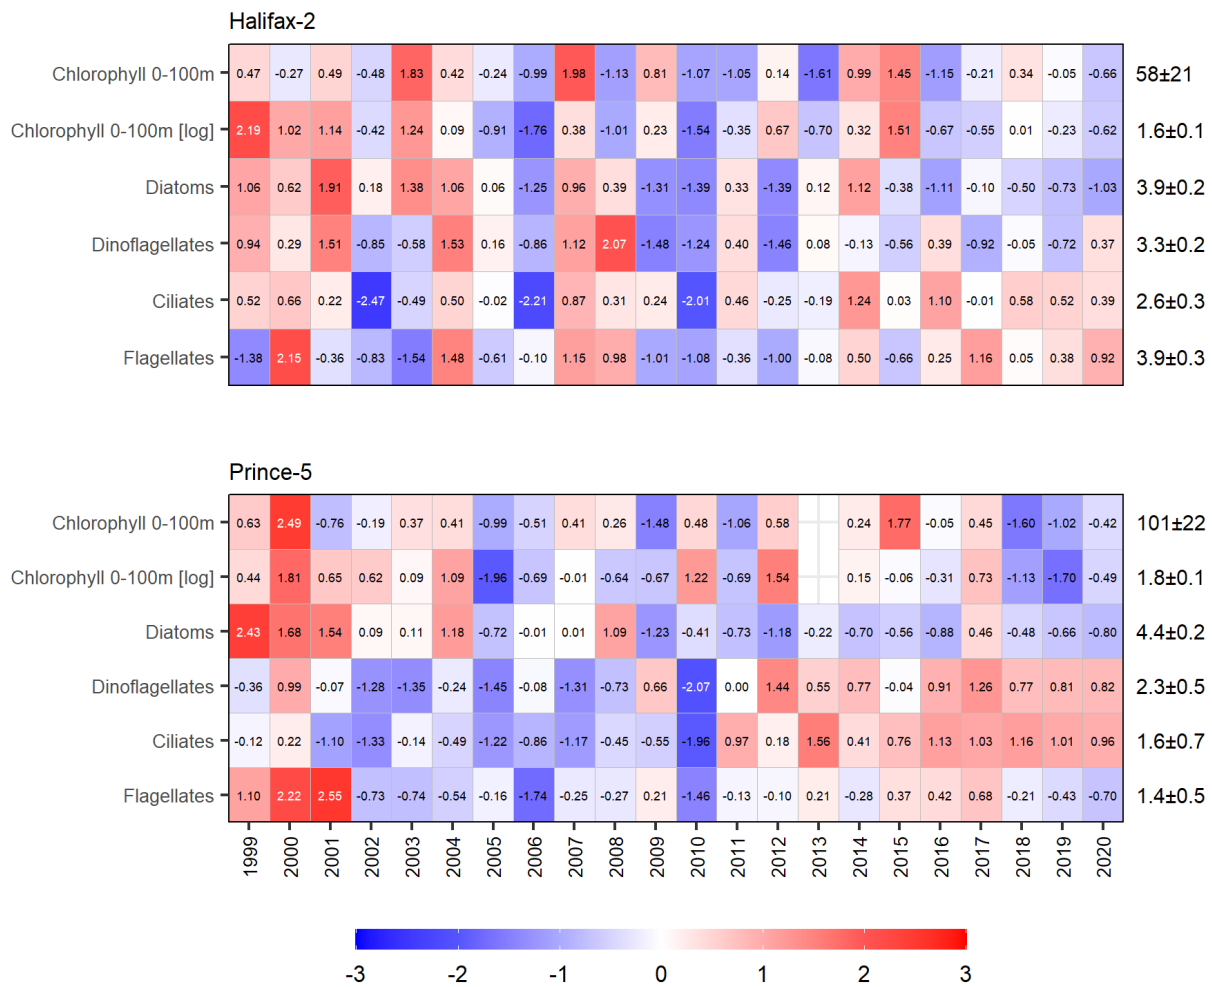 Halifax-2
Chlorophyll 0-100m 0.47 -0.27 0.49 -0.48 1.83 0.42 -0.24 -0.99 1.98 -1.13 0.81 -1.07 -1.05 0.14 -1.61 0.99 1.45 -1.15 -0.21 0.34 -0.05 -0.66 58±21
Chlorophyll 0-100m [log] 2.19 1.02 1.14 -0.42 1.24 0.09 -0.91 -1.76 0.38 -1.01 0.23 -1.54 -0.35 0.67 -0.70 0.32 1.51 -0.67 -0.55 0.01 -0.23 -0.62 1.6±0.1
Diatoms 1.06 0.62 1.91 0.18 1.38 1.06 0.06 -1.25 0.96 0.39 -1.31 -1.39 0.33 -1.39 0.12 1.12 -0.38 -1.11 -0.10 -0.50 -0.73 -1.03 3.9±0.2
Dinoflagellates 0.94 0.29 1.51 -0.85 -0.58 1.53 0.16 -0.86 1.12 2.07 -1.48 -1.24 0.40 -1.46 0.08 -0.13 -0.56 0.39 -0.92 -0.05 -0.72 0.37 3.3±0.2
Ciliates 0.52 0.66 0.22 -2.47 -0.49 0.50 -0.02 -2.21 0.87 0.31 0.24 -2.01 0.46 -0.25 -0.19 1.24 0.03 1.10 -0.01 0.58 0.52 0.39 2.6±0.3
Flagellates -1.38 2.15 -0.36 -0.83 -1.54 1.48 -0.61 -0.10 1.15 0.98 -1.01 -1.08 -0.36 -1.00 -0.08 0.50 -0.66 0.25 1.16 0.05 0.38 0.92 3.9±0.3
Prince-5
Chlorophyll 0-100m 0.63 2.49 -0.76 -0.19 0.37 0.41 -0.99 -0.51 0.41 0.26 -1.48 0.48 -1.06 0.58 0.24 1.77 -0.05 0.45 -1.60 -1.02 -0.42 101±22
Chlorophyll 0-100m [log] 0.44 1.81 0.65 0.62 0.09 1.09 -1.96 -0.69 -0.01 -0.64 -0.67 1.22 -0.69 1.54 0.15 -0.06 -0.31 0.73 -1.13 -1.70 -0.49 1.8±0.1
Diatoms 2.43 1.68 1.54 0.09 0.11 1.18 -0.72 -0.01 0.01 1.09 -1.23 -0.41 -0.73 -1.18 -0.22 -0.70 -0.56 -0.88 0.46 -0.48 -0.66 -0.80 4.4±0.2
Dinoflagellates -0.36 0.99 -0.07 -1.28 -1.35 -0.24 -1.45 -0.08 -1.31 -0.73 0.66 -2.07 0.00 1.44 0.55 0.77 -0.04 0.91 1.26 0.77 0.81 0.82 2.3±0.5
Ciliates -0.12 0.22 -1.10 -1.33 -0.14 -0.49 -1.22 -0.86 -1.17 -0.45 -0.55 -1.96 0.97 0.18 1.56 0.41 0.76 1.13 1.03 1.16 1.01 0.96 1.6±0.7
Flagellates 1.10 2.22 2.55 -0.73 -0.74 -0.54 -0.16 -1.74 -0.25 -0.27 0.21 -1.46 -0.13 -0.10 0.21 -0.28 0.37 0.42 0.68 -0.21 -0.43 -0.70 1.4±0.5
1999 2000 2001 2002 2003 2004 2005 2006 2007 2008 2009 2010 2011 2012 2013 2014 2015 2016 2017 2018 2019 2020
-3 -2 -1 0 1 2 3